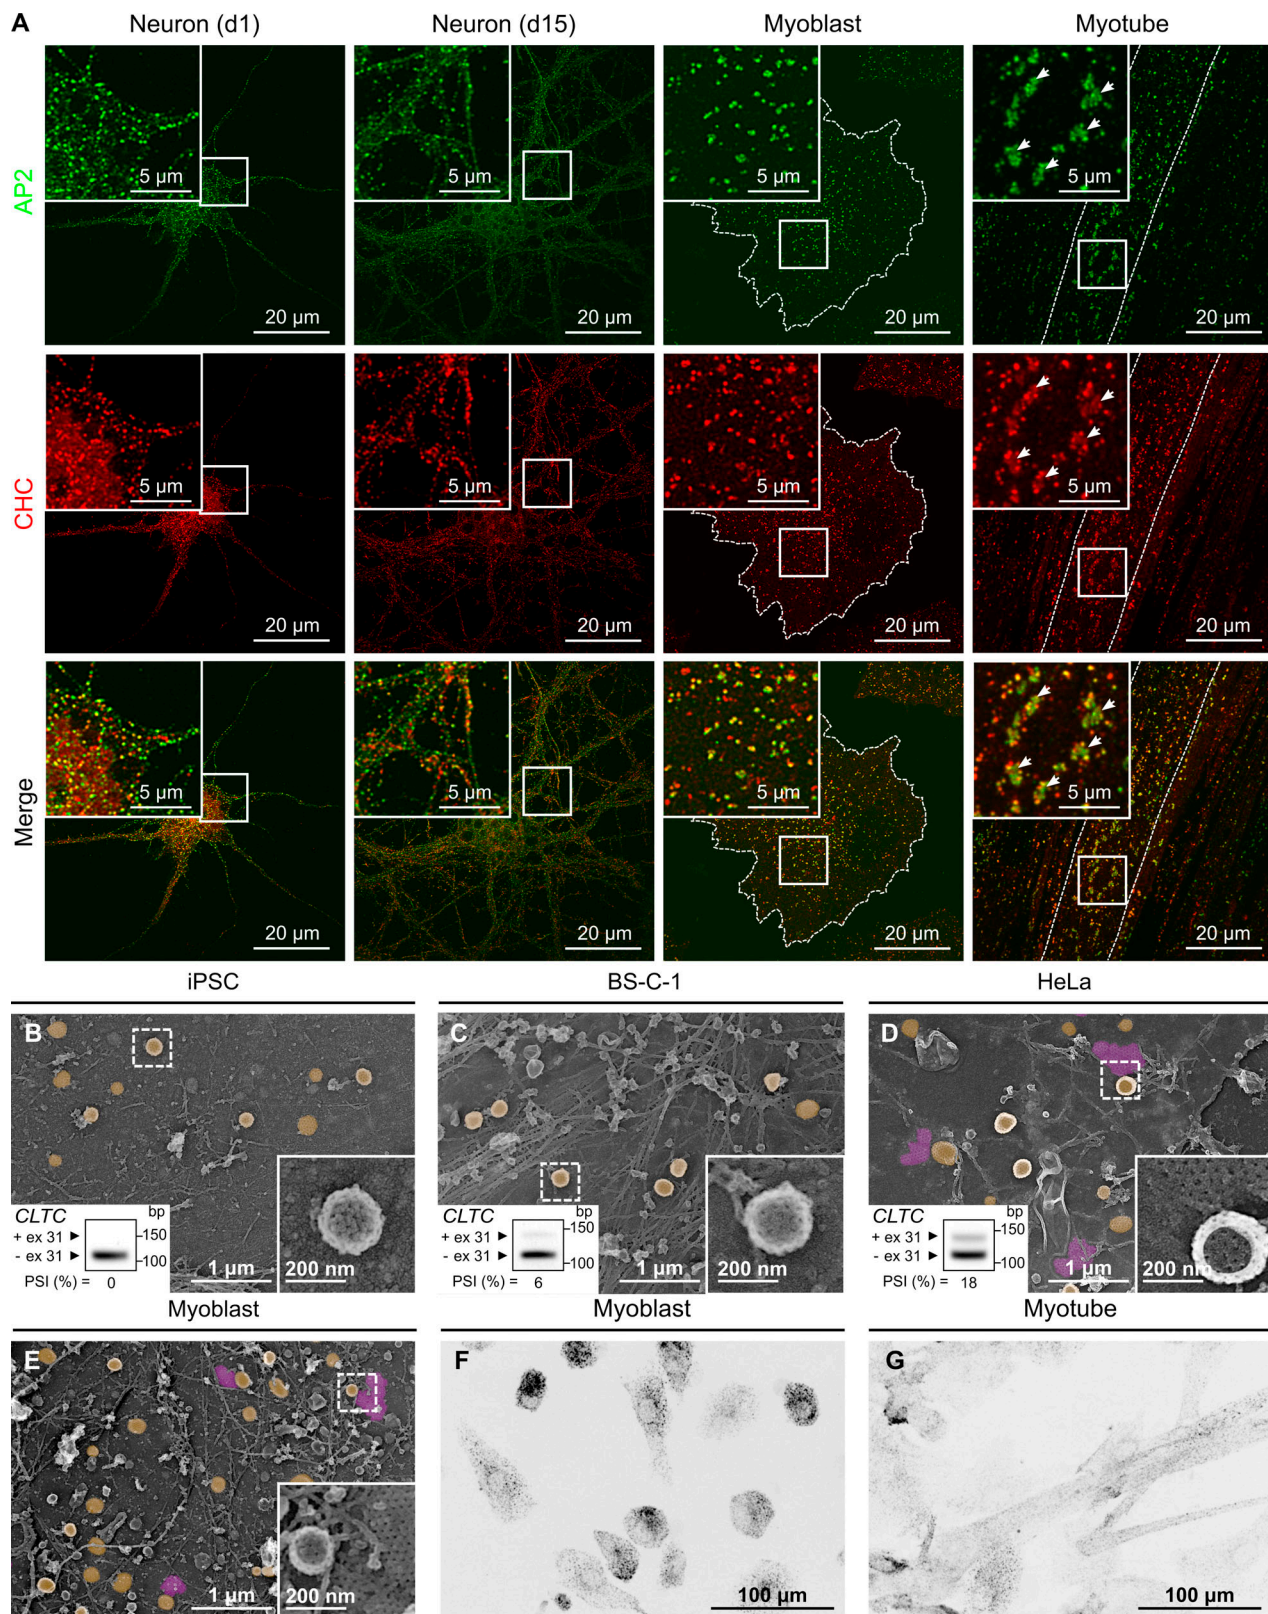 A
Neuron (d1)
Neuron (d15)
Myoblast
Myotube
AP2
5 µm
20 µm
5 µm
20 µm
5 µm
20 µm
5 µm
20 µm
CHC
5 µm
20 µm
5 µm
20 µm
5 µm
20 µm
5 µm
20 µm
Merge
5 µm
20 µm
5 µm
20 µm
5 µm
20 µm
5 µm
20 µm
iPSC
BS-C-1
HeLa
B
CLTC
bp
+ ex 31
150
- ex 31
100
PSI (%) = 0
1 µm
200 nm
C
CLTC
bp
+ ex 31
150
- ex 31
100
PSI (%) = 6
1 µm
200 nm
D
CLTC
bp
+ ex 31
150
- ex 31
100
PSI (%) = 18
1 µm
200 nm
Myoblast
Myoblast
Myotube
E
1 µm
200 nm
F
100 µm
G
100 µm